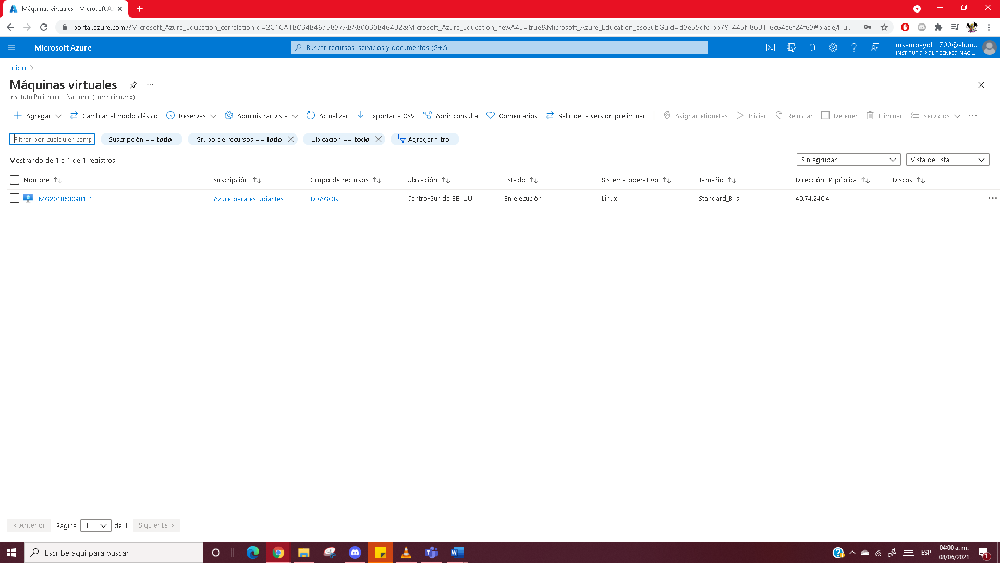 Máquinas virtuales - Microsoft A
portal.azure.com/?Microsoft_Azure_Education_correlationId=2C1CA1BCB4B4675837ABA800B0B46432&Microsoft_Azure_Education_newA4E=true&Microsoft_Azure_Education_asoSubGuid=d3e55dfc-bb79-445f-8631-6c64e6f24f63#blade/Hu...
Microsoft Azure
Buscar recursos, servicios y documentos (G+/)
msampayoh1700@alum...
INSTITUTO POLITECNICO NACI...
Inicio
Máquinas virtuales
Instituto Politecnico Nacional (correo.ipn.mx)
Agregar Cambiar al modo clásico Reservas Administrar vista Actualizar Exportar a CSV Abrir consulta Comentarios Salir de la versión preliminar Asignar etiquetas Iniciar Reiniciar Detener Eliminar Servicios
Filtrar por cualquier camp Suscripción == todo Grupo de recursos == todo Ubicación == todo Agregar filtro
Mostrando de 1 a 1 de 1 registros. Sin agrupar Vista de lista
Nombre Suscripción Grupo de recursos Ubicación Estado Sistema operativo Tamaño Dirección IP pública Discos
IMG2018630981-1 Azure para estudiantes DRAGON Centro-Sur de EE. UU. En ejecución Linux Standard_B1s 40.74.240.41 1
< Anterior Página 1 de 1 Siguiente >
Escribe aquí para buscar
ESP
04:00 a. m.
08/06/2021
1